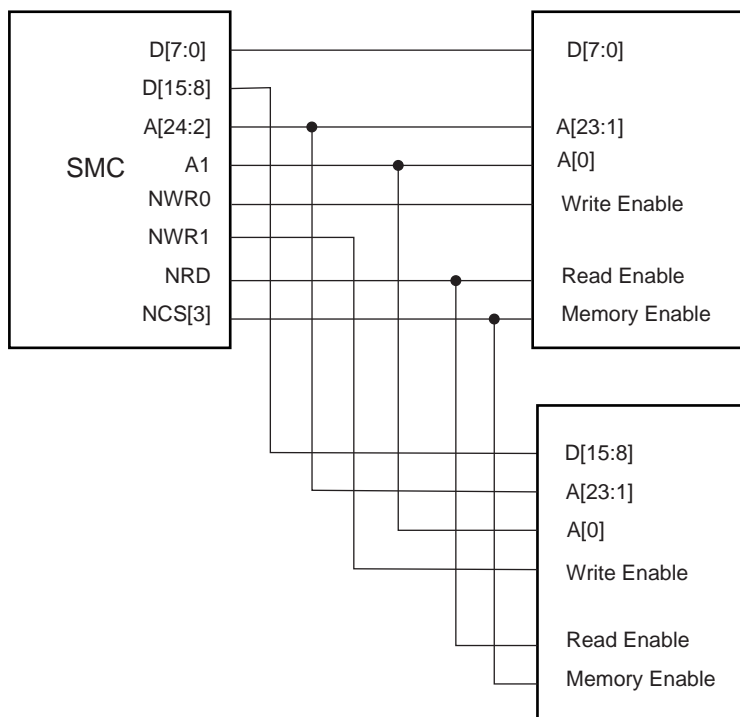 D[7:0]
D[15:8]
A[24:2]
SMC
A1
NWR0
NWR1
NRD
NCS[3]
D[7:0]
A[23:1]
A[0]
Write Enable
Read Enable
Memory Enable
D[15:8]
A[23:1]
A[0]
Write Enable
Read Enable
Memory Enable